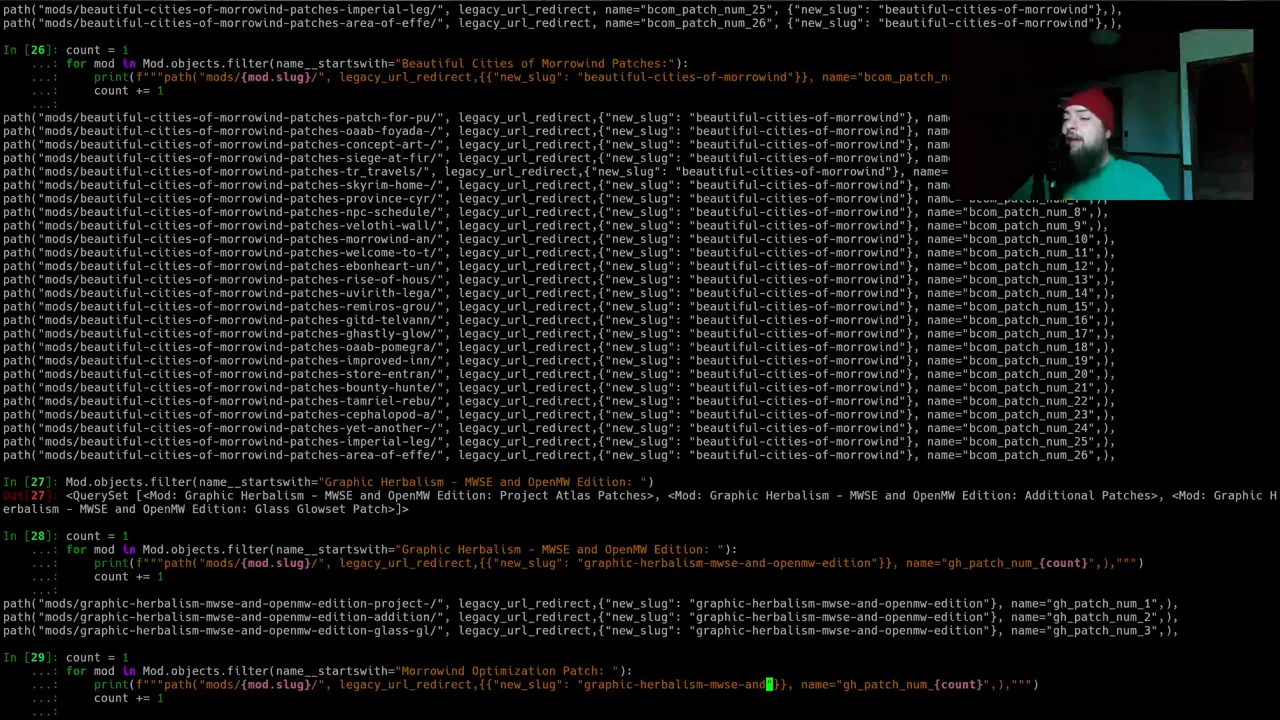 path("mods/beautiful-cities-of-morrowind-patches-imperial-leg/", legacy_url_redirect, name="bcom_patch_num_25", {"new_slug": "beautiful-cities-of-morrowind"},),
path("mods/beautiful-cities-of-morrowind-patches-area-of-effe/", legacy_url_redirect, name="bcom_patch_num_26", {"new_slug": "beautiful-cities-of-morrowind"},),
In [26]: count = 1
...: for mod in Mod.objects.filter(name__startswith="Beautiful Cities of Morrowind Patches:"):
...:     print(f"""path("mods/{mod.slug}/", legacy_url_redirect,{{"new_slug": "beautiful-cities-of-morrowind"}}, name="bcom_patch_n
...:     count += 1
...:
path("mods/beautiful-cities-of-morrowind-patches-patch-for-pu/", legacy_url_redirect,{"new_slug": "beautiful-cities-of-morrowind"}, name
path("mods/beautiful-cities-of-morrowind-patches-oaab-foyada-/", legacy_url_redirect,{"new_slug": "beautiful-cities-of-morrowind"}, name
path("mods/beautiful-cities-of-morrowind-patches-concept-art-/", legacy_url_redirect,{"new_slug": "beautiful-cities-of-morrowind"}, name
path("mods/beautiful-cities-of-morrowind-patches-siege-at-fir/", legacy_url_redirect,{"new_slug": "beautiful-cities-of-morrowind"}, name
path("mods/beautiful-cities-of-morrowind-patches-tr_travels/", legacy_url_redirect,{"new_slug": "beautiful-cities-of-morrowind"}, name=
path("mods/beautiful-cities-of-morrowind-patches-skyrim-home-/", legacy_url_redirect,{"new_slug": "beautiful-cities-of-morrowind"}, name
path("mods/beautiful-cities-of-morrowind-patches-province-cyr/", legacy_url_redirect,{"new_slug": "beautiful-cities-of-morrowind"}, name="bcom_patch_num_7",),
path("mods/beautiful-cities-of-morrowind-patches-npc-schedule/", legacy_url_redirect,{"new_slug": "beautiful-cities-of-morrowind"}, name="bcom_patch_num_8",),
path("mods/beautiful-cities-of-morrowind-patches-velothi-wall/", legacy_url_redirect,{"new_slug": "beautiful-cities-of-morrowind"}, name="bcom_patch_num_9",),
path("mods/beautiful-cities-of-morrowind-patches-morrowind-an/", legacy_url_redirect,{"new_slug": "beautiful-cities-of-morrowind"}, name="bcom_patch_num_10",),
path("mods/beautiful-cities-of-morrowind-patches-welcome-to-t/", legacy_url_redirect,{"new_slug": "beautiful-cities-of-morrowind"}, name="bcom_patch_num_11",),
path("mods/beautiful-cities-of-morrowind-patches-ebonheart-un/", legacy_url_redirect,{"new_slug": "beautiful-cities-of-morrowind"}, name="bcom_patch_num_12",),
path("mods/beautiful-cities-of-morrowind-patches-rise-of-hous/", legacy_url_redirect,{"new_slug": "beautiful-cities-of-morrowind"}, name="bcom_patch_num_13",),
path("mods/beautiful-cities-of-morrowind-patches-uvirith-lega/", legacy_url_redirect,{"new_slug": "beautiful-cities-of-morrowind"}, name="bcom_patch_num_14",),
path("mods/beautiful-cities-of-morrowind-patches-remiros-grou/", legacy_url_redirect,{"new_slug": "beautiful-cities-of-morrowind"}, name="bcom_patch_num_15",),
path("mods/beautiful-cities-of-morrowind-patches-gitd-telvann/", legacy_url_redirect,{"new_slug": "beautiful-cities-of-morrowind"}, name="bcom_patch_num_16",),
path("mods/beautiful-cities-of-morrowind-patches-ghastly-glow/", legacy_url_redirect,{"new_slug": "beautiful-cities-of-morrowind"}, name="bcom_patch_num_17",),
path("mods/beautiful-cities-of-morrowind-patches-oaab-pomegra/", legacy_url_redirect,{"new_slug": "beautiful-cities-of-morrowind"}, name="bcom_patch_num_18",),
path("mods/beautiful-cities-of-morrowind-patches-improved-inn/", legacy_url_redirect,{"new_slug": "beautiful-cities-of-morrowind"}, name="bcom_patch_num_19",),
path("mods/beautiful-cities-of-morrowind-patches-store-entran/", legacy_url_redirect,{"new_slug": "beautiful-cities-of-morrowind"}, name="bcom_patch_num_20",),
path("mods/beautiful-cities-of-morrowind-patches-bounty-hunte/", legacy_url_redirect,{"new_slug": "beautiful-cities-of-morrowind"}, name="bcom_patch_num_21",),
path("mods/beautiful-cities-of-morrowind-patches-tamriel-rebu/", legacy_url_redirect,{"new_slug": "beautiful-cities-of-morrowind"}, name="bcom_patch_num_22",),
path("mods/beautiful-cities-of-morrowind-patches-cephalopod-a/", legacy_url_redirect,{"new_slug": "beautiful-cities-of-morrowind"}, name="bcom_patch_num_23",),
path("mods/beautiful-cities-of-morrowind-patches-yet-another-/", legacy_url_redirect,{"new_slug": "beautiful-cities-of-morrowind"}, name="bcom_patch_num_24",),
path("mods/beautiful-cities-of-morrowind-patches-imperial-leg/", legacy_url_redirect,{"new_slug": "beautiful-cities-of-morrowind"}, name="bcom_patch_num_25",),
path("mods/beautiful-cities-of-morrowind-patches-area-of-effe/", legacy_url_redirect,{"new_slug": "beautiful-cities-of-morrowind"}, name="bcom_patch_num_26",),
In [27]: Mod.objects.filter(name__startswith="Graphic Herbalism - MWSE and OpenMW Edition: ")
Out[27]: <QuerySet [<Mod: Graphic Herbalism - MWSE and OpenMW Edition: Project Atlas Patches>, <Mod: Graphic Herbalism - MWSE and OpenMW Edition: Additional Patches>, <Mod: Graphic H
erbalism - MWSE and OpenMW Edition: Glass Glowset Patch>]>
In [28]: count = 1
...: for mod in Mod.objects.filter(name__startswith="Graphic Herbalism - MWSE and OpenMW Edition: "):
...:     print(f"""path("mods/{mod.slug}/", legacy_url_redirect,{{"new_slug": "graphic-herbalism-mwse-and-openmw-edition"}}, name="gh_patch_num_{count}",),""")
...:     count += 1
...:
path("mods/graphic-herbalism-mwse-and-openmw-edition-project-/", legacy_url_redirect,{"new_slug": "graphic-herbalism-mwse-and-openmw-edition"}, name="gh_patch_num_1",),
path("mods/graphic-herbalism-mwse-and-openmw-edition-addition/", legacy_url_redirect,{"new_slug": "graphic-herbalism-mwse-and-openmw-edition"}, name="gh_patch_num_2",),
path("mods/graphic-herbalism-mwse-and-openmw-edition-glass-gl/", legacy_url_redirect,{"new_slug": "graphic-herbalism-mwse-and-openmw-edition"}, name="gh_patch_num_3",),
In [29]: count = 1
...: for mod in Mod.objects.filter(name__startswith="Morrowind Optimization Patch: "):
...:     print(f"""path("mods/{mod.slug}/", legacy_url_redirect,{{"new_slug": "graphic-herbalism-mwse-and"}}, name="gh_patch_num_{count}",),""")
...:     count += 1
...: